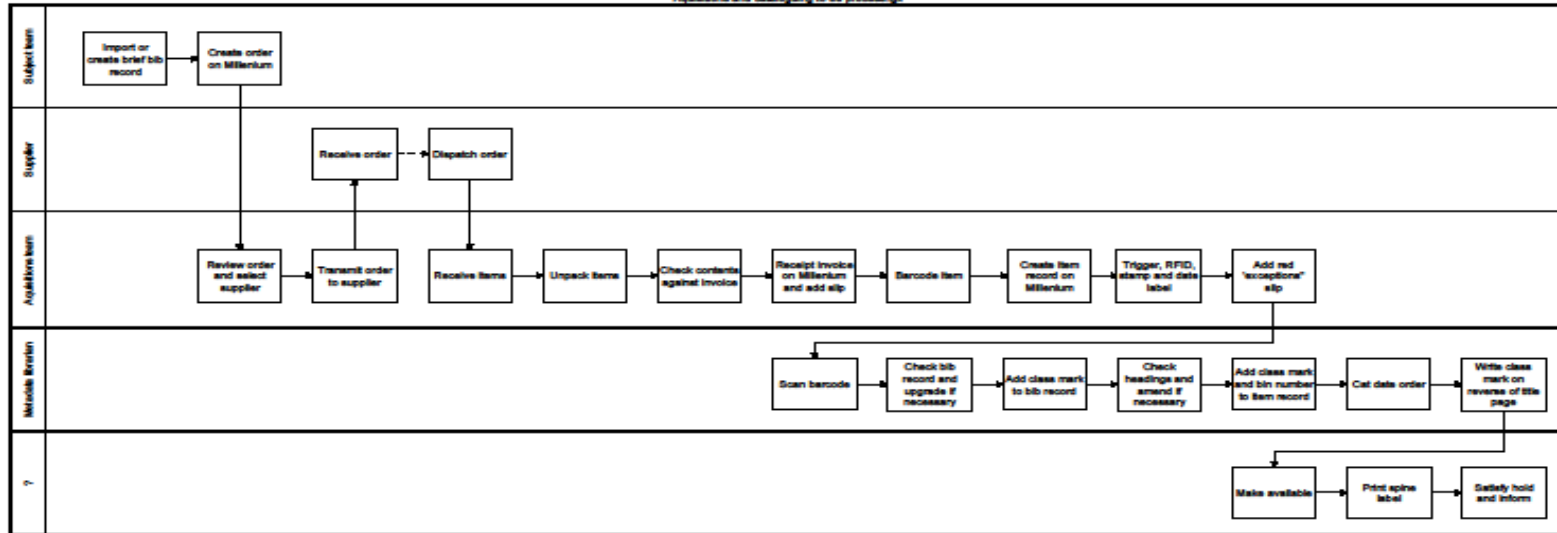 Subject team
Import or
create brief bib
record
Create order
on Millenium
Supplier
Receive order
Dispatch order
Aquisitions team
Review order
and select
supplier
Transmit order
to supplier
Receive items
Unpack items
Check contents
against invoice
Receipt invoice
on Millenium
and add slip
Barcode item
Create item
record on
Millenium
Trigger, RFID,
stamp and date
label
Add red
"exceptions"
slip
Metadata librarian
Scan barcode
Check bib
record and
upgrade if
necessary
Add class mark
to bib record
Check
headings and
amend if
necessary
Add class mark
and bin number
to item record
Cat date order
Write class
mark on
reverse of title
page
?
Make available
Print spine
label
Satisfy hold
and inform